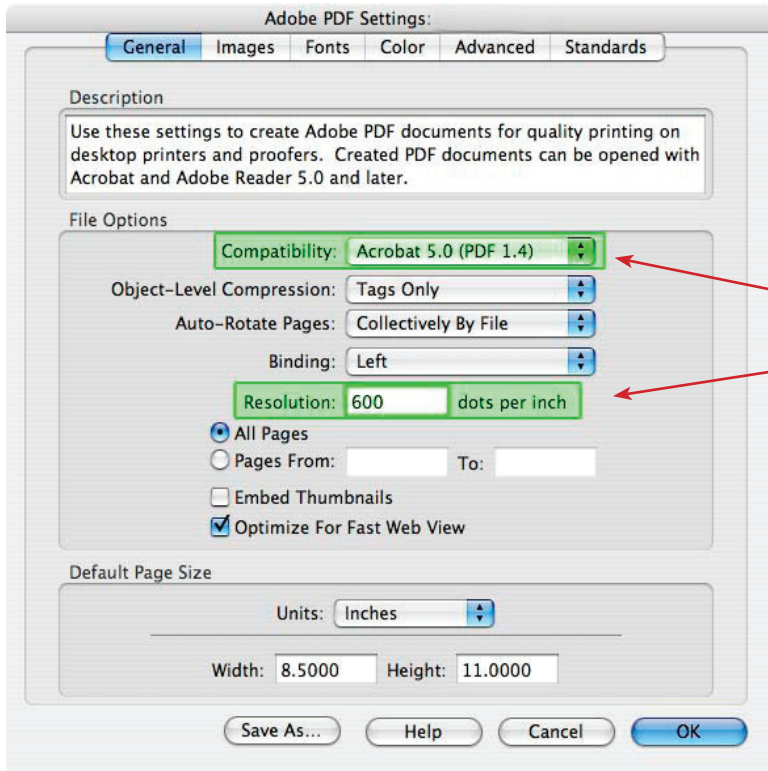 Adobe PDF Settings:
General Images Fonts Color Advanced Standards
Description
Use these settings to create Adobe PDF documents for quality printing on
desktop printers and proofers. Created PDF documents can be opened with
Acrobat and Adobe Reader 5.0 and later.
File Options
Compatibility: Acrobat 5.0 (PDF 1.4)
Object-Level Compression: Tags Only
Auto-Rotate Pages: Collectively By File
Binding: Left
Resolution: 600 dots per inch
All Pages
Pages From: To:
Embed Thumbnails
Optimize For Fast Web View
Default Page Size
Units: Inches
Width: 8.5000 Height: 11.0000
Save As... Help Cancel OK